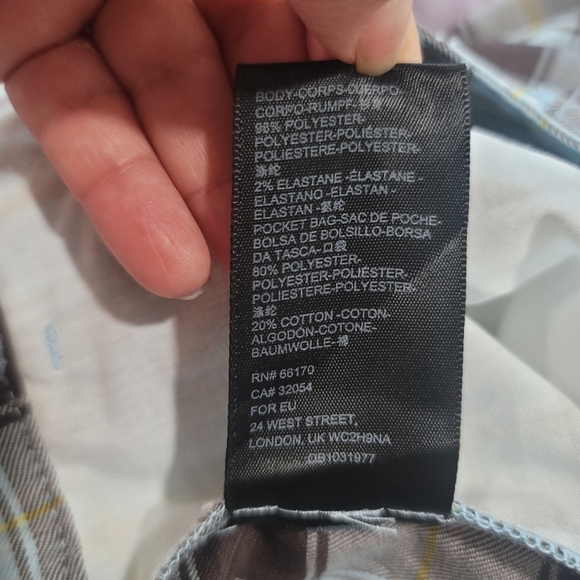 BODY-CORPS-CUERPO-
CORPO-RUMPF-
98% POLYESTER-
POLYESTER-POLIÉSTER-
POLIESTERE-POLYESTER-
涤纶
2% ELASTANE -ÉLASTANE -
ELASTANO-ELASTAN -
ELASTAN -氨纶
POCKET BAG-SAC DE POCHE-
BOLSA DE BOLSILLO-BORSA
DA TASCA-口袋
80% POLYESTER-
POLYESTER-POLIÉSTER-
POLIESTERE-POLYESTER-
涤纶
20% COTTON -COTON-
ALGODÓN-COTONE-
BAUMWOLLE-棉
RN# 66170
CA# 32054
FOR EU
24 WEST STREET,
LONDON, UK WC2H9NA
DB1031977